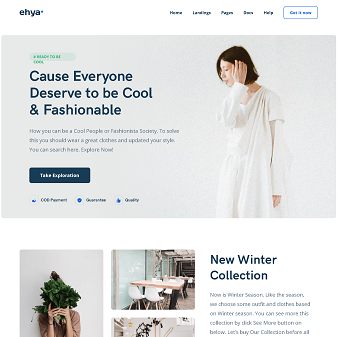 ehya
Home Landings Pages Docs Help Get it now
# READY TO BE
COOL
Cause Everyone
Deserve to be Cool
& Fashionable
How you can be a Cool People or Fashionista Society. To solve
this you should wear a great clothes and updated your style.
You can search here. Explore Now!
Take Exploration
COD Payment Guarantee Quality
New Winter
Collection
Now is Winter Season. Like the season,
see choose some outfit and clothes based
on Winter season. You can see more this
collection by click See More button on
below. Let's buy Our Collection before all